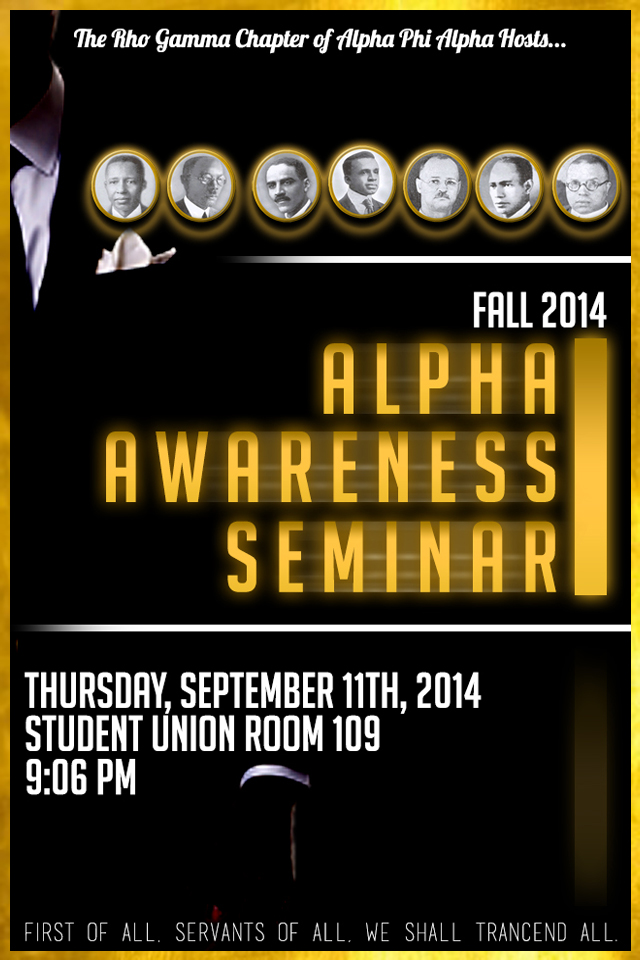 The Rho Gamma Chapter of Alpha Phi Alpha Hosts...
FALL 2014
ALPHA
AWARENESS
SEMINAR
THURSDAY, SEPTEMBER 11TH, 2014
STUDENT UNION ROOM 109
9:06 PM
FIRST OF ALL, SERVANTS OF ALL, WE SHALL TRANCEND ALL.